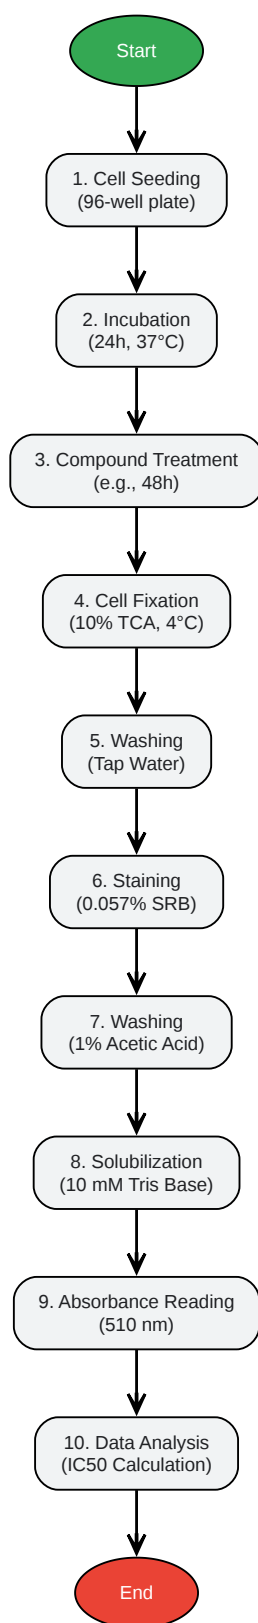 Start
1. Cell Seeding
(96-well plate)
2. Incubation
(24h, 37°C)
3. Compound Treatment
(e.g., 48h)
4. Cell Fixation
(10% TCA, 4°C)
5. Washing
(Tap Water)
6. Staining
(0.057% SRB)
7. Washing
(1% Acetic Acid)
8. Solubilization
(10 mM Tris Base)
9. Absorbance Reading
(510 nm)
10. Data Analysis
(IC50 Calculation)
End